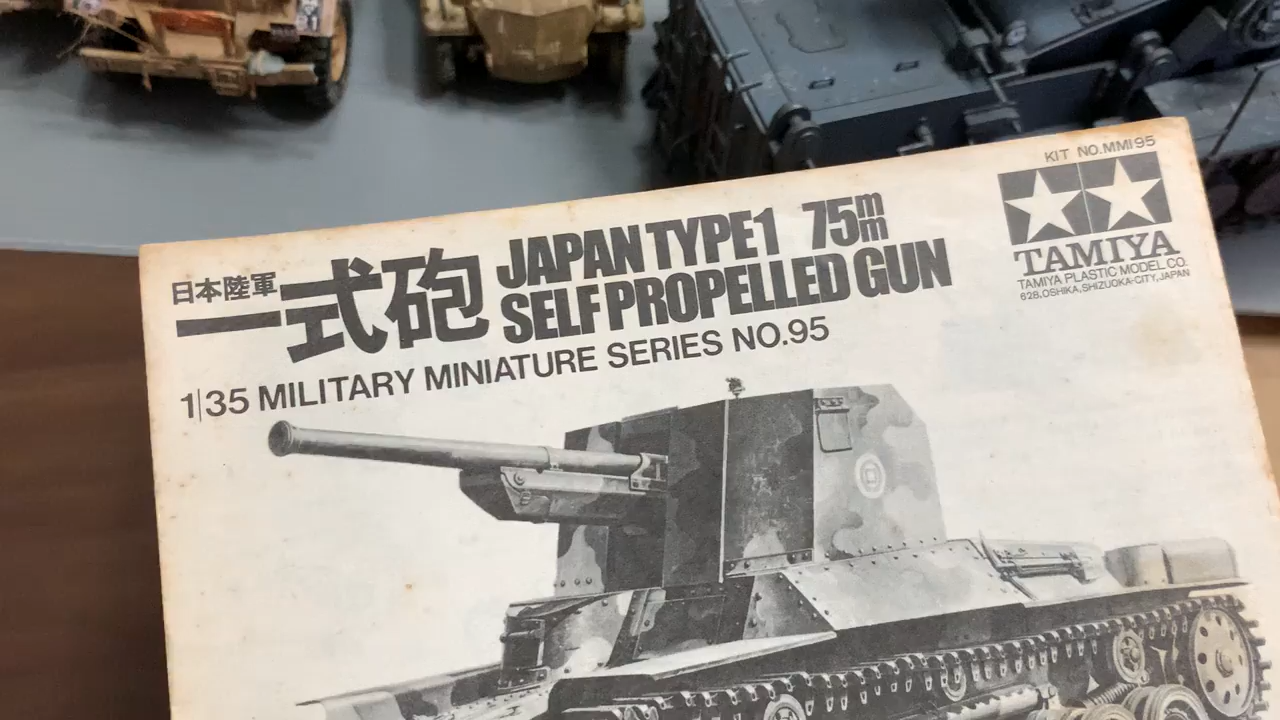 KIT NO.MM195
TAMIYA
TAMIYA PLASTIC MODEL CO.
628,OSHIKA,SHIZUOKA-CITY,JAPAN
日本陸軍
一式砲
JAPAN TYPE1 75mm
SELF PROPELLED GUN
1/35 MILITARY MINIATURE SERIES NO.95